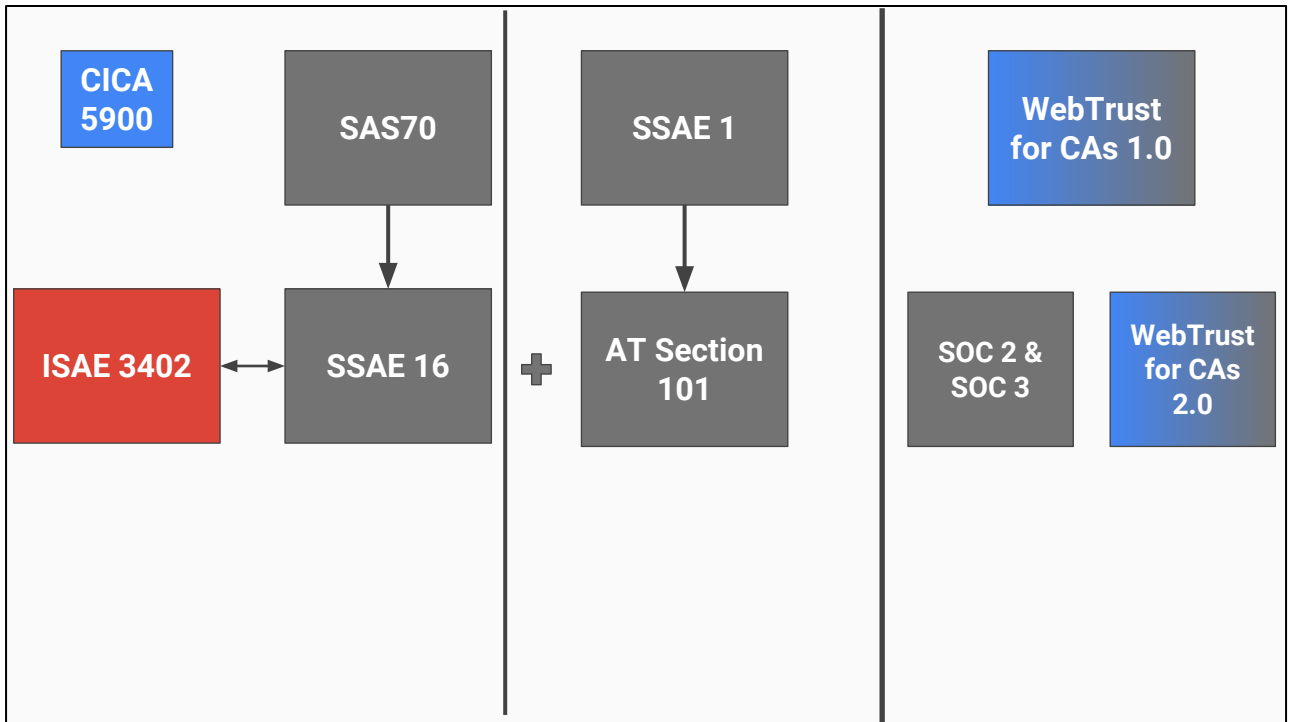 CICA
5900
SAS70
SSAE 1
WebTrust
for CAs 1.0
ISAE 3402
SSAE 16
AT Section
101
SOC 2 &
SOC 3
WebTrust
for CAs
2.0